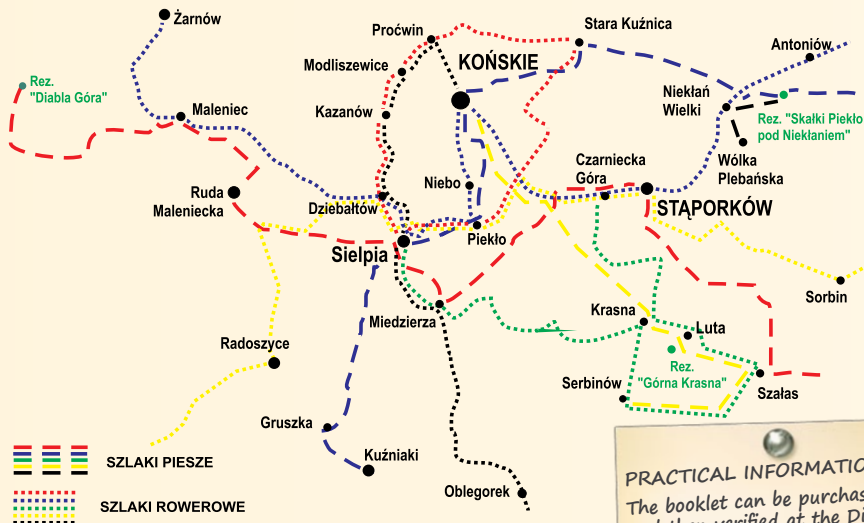 Żarnów
Proćwin
Stara Kuźnica
Antoniów
KOŃSKIE
Modliszewice
Rez.
"Diabla Góra"
Maleniec
Kazanów
Niekłań
Wielki
Rez. "Skałki Piekło
pod Niekłaniem"
Wólka
Plebańska
Czarniecka
Góra
Niebo
Ruda
Maleniecka
Dziebałtów
STĄPORKÓW
Piekło
Sielpia
Sorbin
Miedzierza
Krasna
Luta
Radoszyce
Rez.
"Górna Krasna"
Serbinów
Szałas
Gruszka
Kuźniaki
SZLAKI PIESZE
Oblegorek
SZLAKI ROWEROWE
PRACTICAL INFORMATIO
The booklet can be purchas